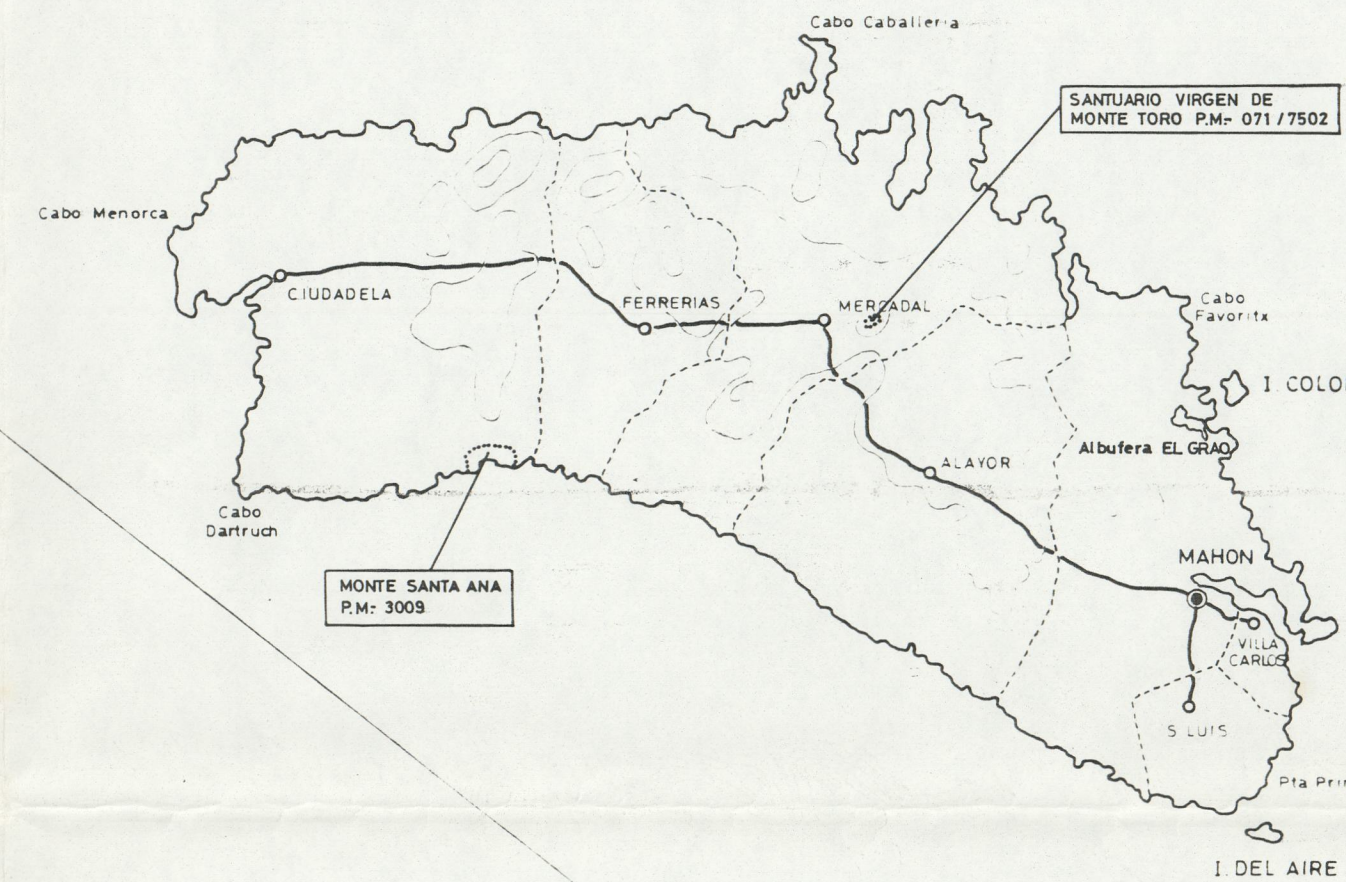 Cabo Caballeria
SANTUARIO VIRGEN DE
MONTE TORO P.M:- 071/7502
Cabo Menorca
CIUDADELA
FERRERIAS
MERCADAL
Cabo
Favoritx
I. COLO
Albufera EL GRAO
ALAYOR
Cabo
Dartruch
MONTE SANTA ANA
P.M:- 3009
MAHON
VILLA
CARLOS
S. LUIS
Pta Pri
I. DEL AIRE